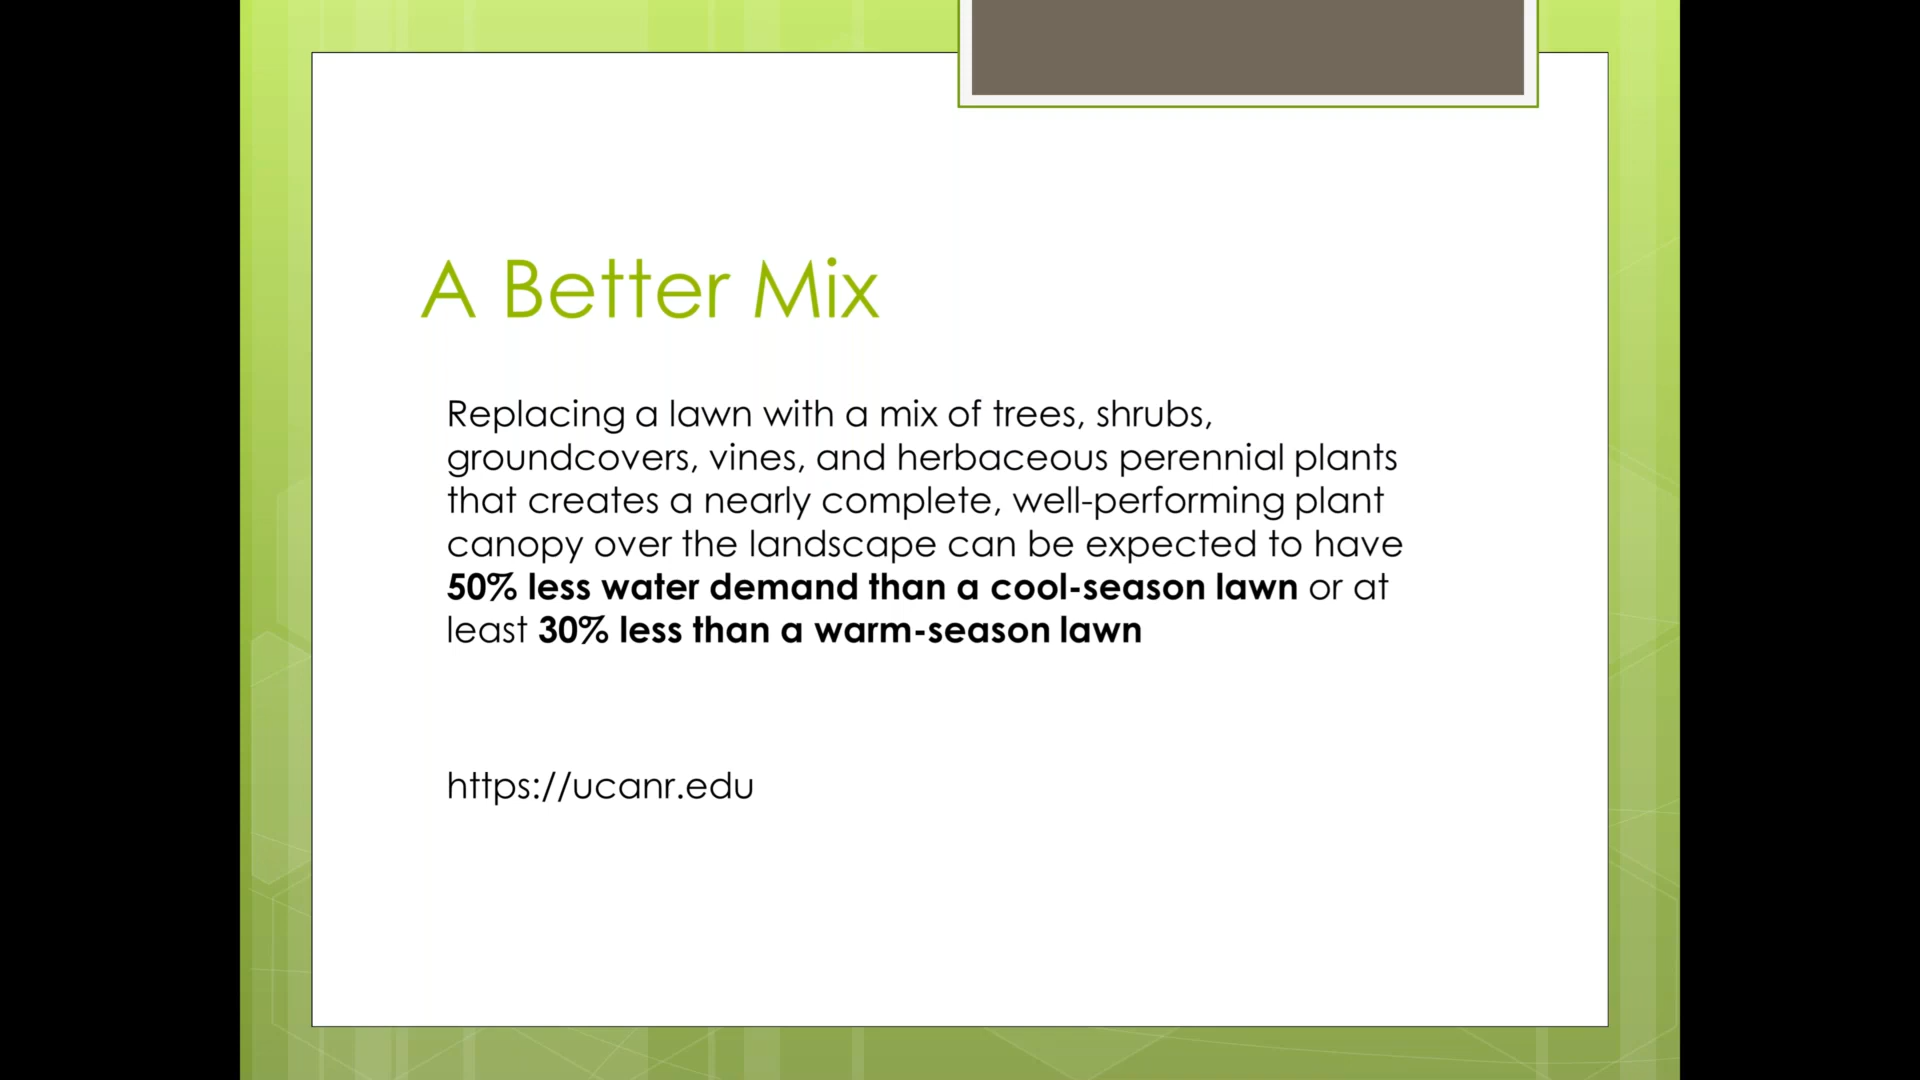 A Better Mix
Replacing a lawn with a mix of trees, shrubs,
groundcovers, vines, and herbaceous perennial plants
that creates a nearly complete, well-performing plant
canopy over the landscape can be expected to have
50% less water demand than a cool-season lawn or at
least 30% less than a warm-season lawn
https://ucanr.edu